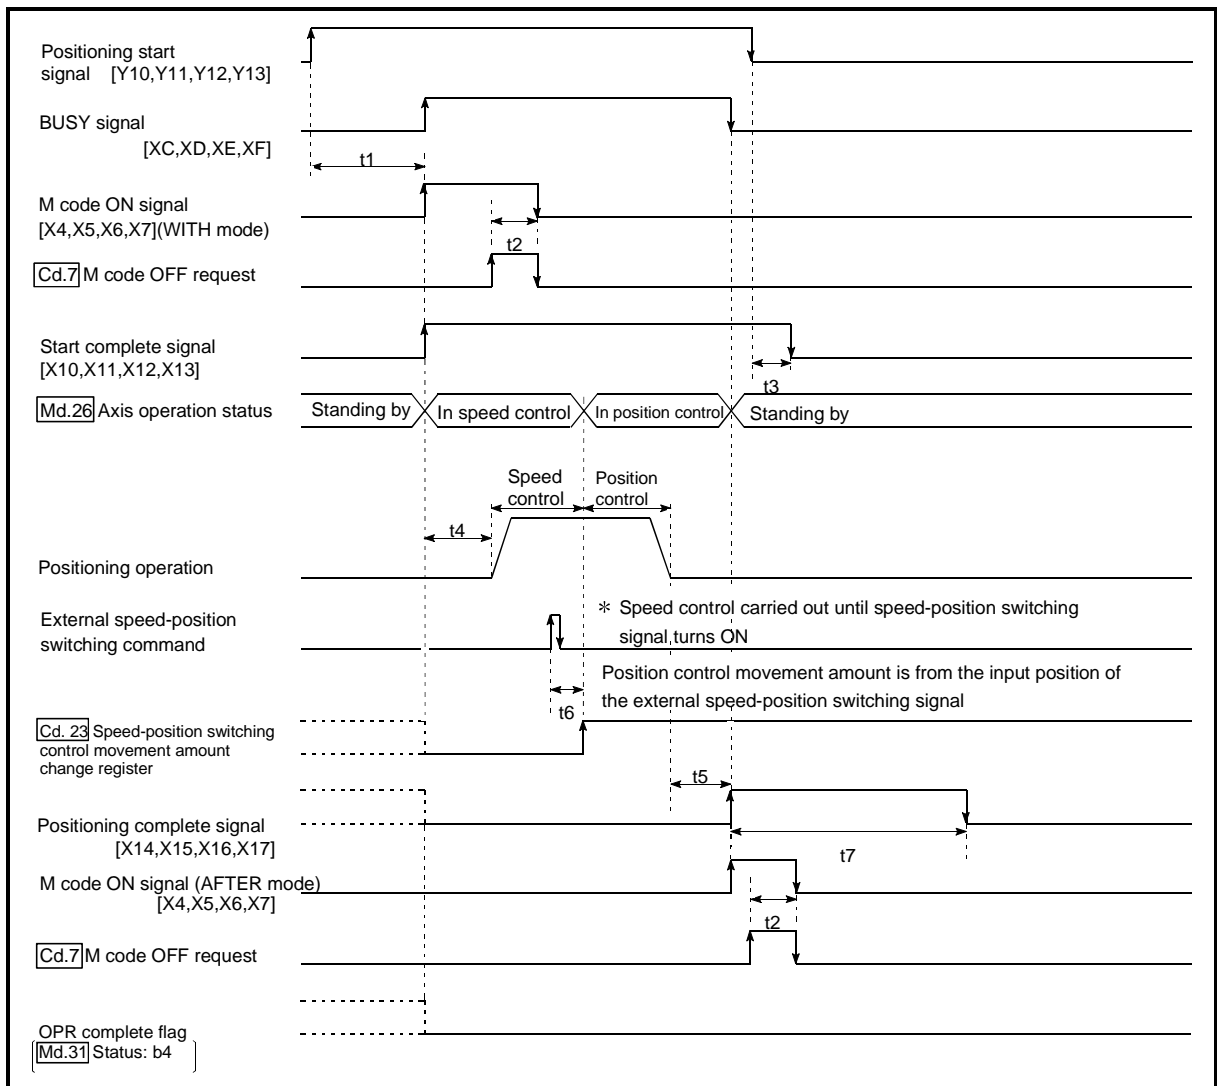 Positioning start
signal [Y10,Y11,Y12,Y13]
BUSY signal
[XC,XD,XE,XF]
t1
M code ON signal
[X4,X5,X6,X7](WITH mode)
t2
Cd.7 M code OFF request
Start complete signal
[X10,X11,X12,X13]
t3
Md.26 Axis operation status
Standing by
In speed control
In position control
Standing by
Speed control
Position control
t4
Positioning operation
External speed-position
switching command
* Speed control carried out until speed-position switching
signal turns ON
Position control movement amount is from the input position of
the external speed-position switching signal
t6
Cd. 23 Speed-position switching
control movement amount
change register
t5
Positioning complete signal
[X14,X15,X16,X17]
t7
M code ON signal (AFTER mode)
[X4,X5,X6,X7]
t2
Cd.7 M code OFF request
OPR complete flag
Md.31 Status: b4